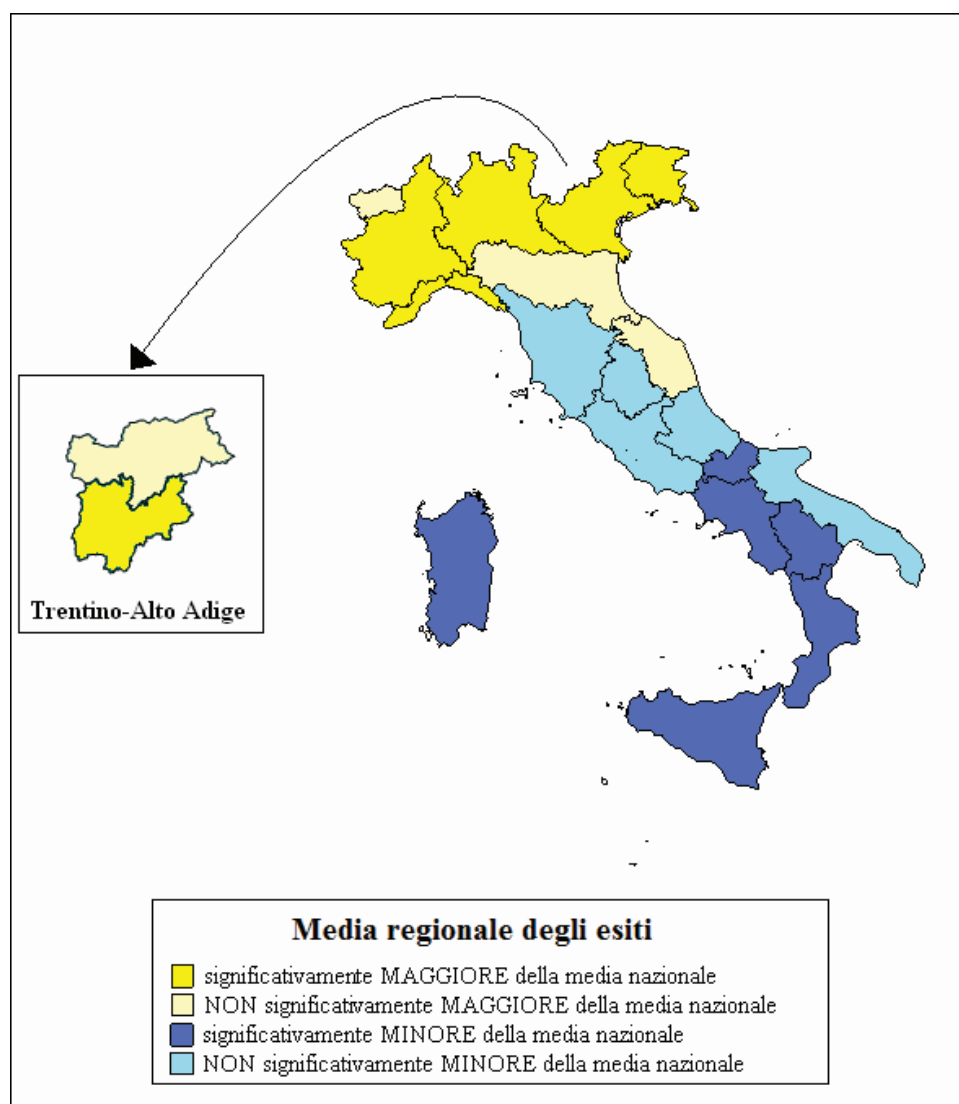 Trentino-Alto Adige
Media regionale degli esiti
significativamente MAGGIORE della media nazionale
NON significativamente MAGGIORE della media nazionale
significativamente MINORE della media nazionale
NON significativamente MINORE della media nazionale